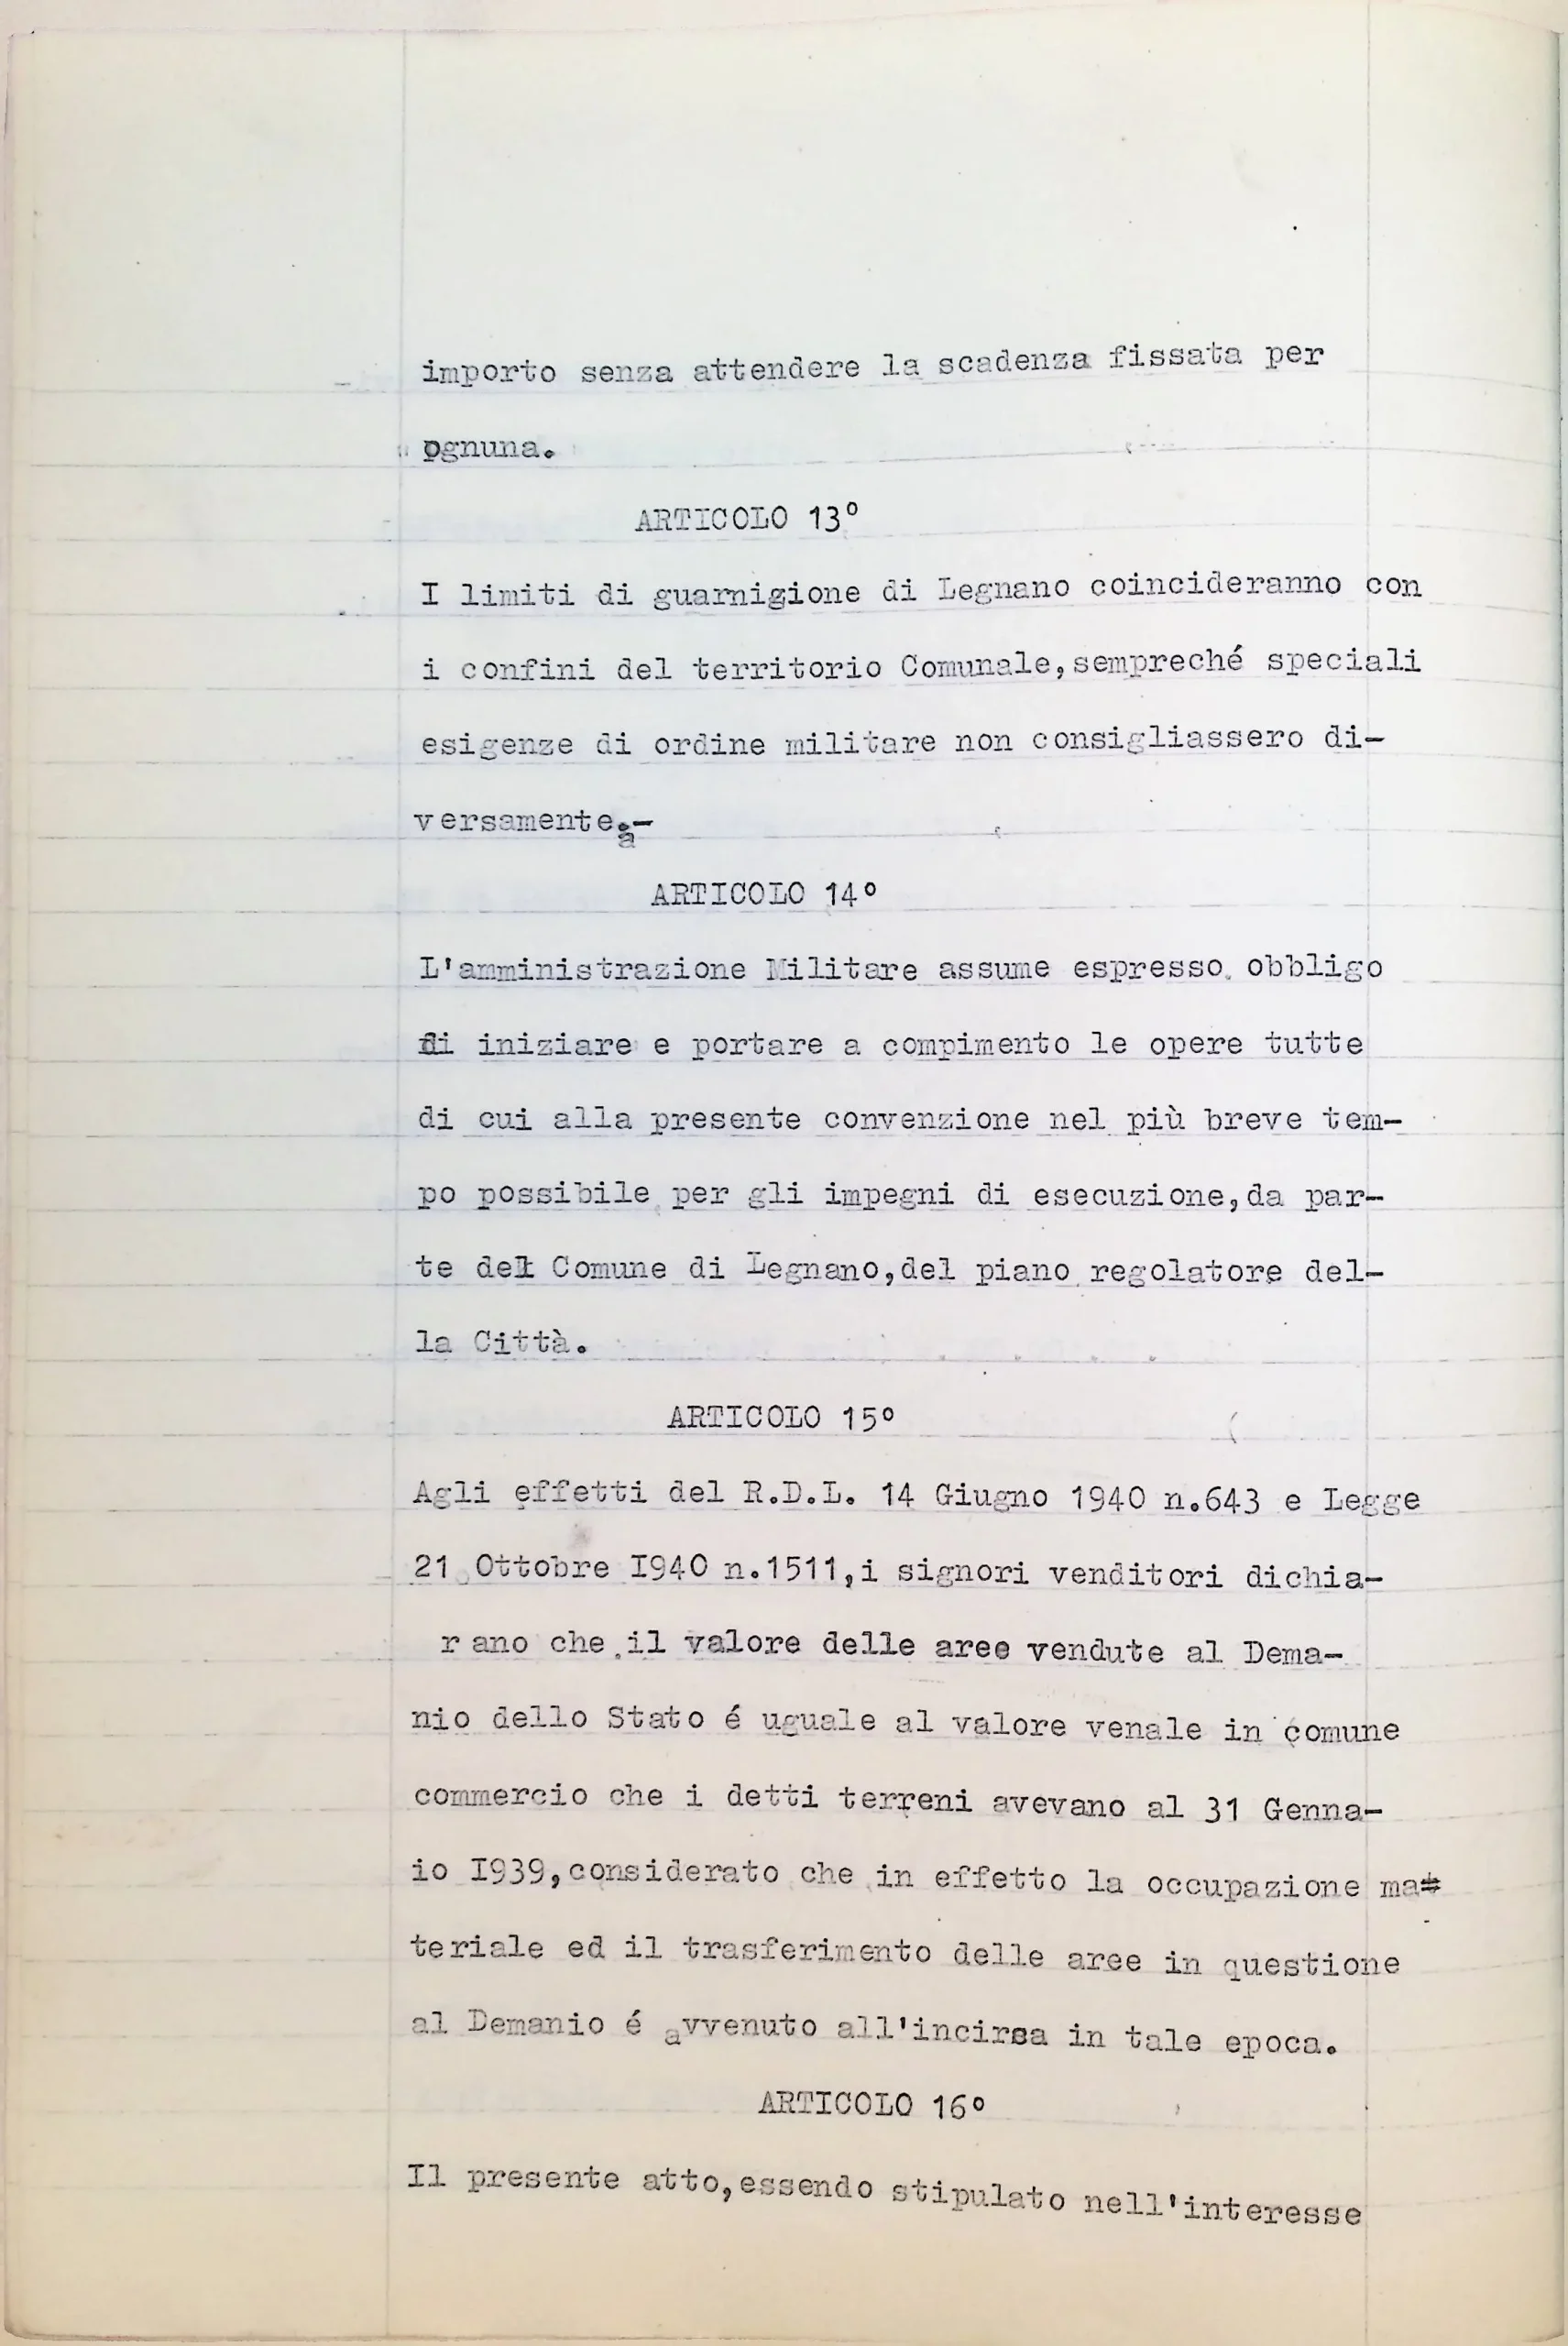 importo senza attendere la scadenza fissata per
ognuna.
ARTICOLO 13°
I limiti di guarnigione di Legnano coincideranno con
i confini del territorio Comunale,sempreché speciali
esigenze di ordine militare non consigliassero di-
versamente.-
ARTICOLO 14°
L'amministrazione Militare assume espresso obbligo
di iniziare e portare a compimento le opere tutte
di cui alla presente convenzione nel più breve tem-
po possibile per gli impegni di esecuzione,da par-
te del Comune di Legnano,del piano regolatore del-
la Città.
ARTICOLO 15°
Agli effetti del R.D.L. 14 Giugno 1940 n.643 e Legge
21 Ottobre I940 n.1511,i signori venditori dichia-
rano che il valore delle aree vendute al Dema-
nio dello Stato é uguale al valore venale in comune
commercio che i detti terreni avevano al 31 Genna-
io I939,considerato che in effetto la occupazione ma-
teriale ed il trasferimento delle aree in questione
al Demanio é avvenuto all'incirsa in tale epoca.
ARTICOLO 16°
Il presente atto,essendo stipulato nell'interesse